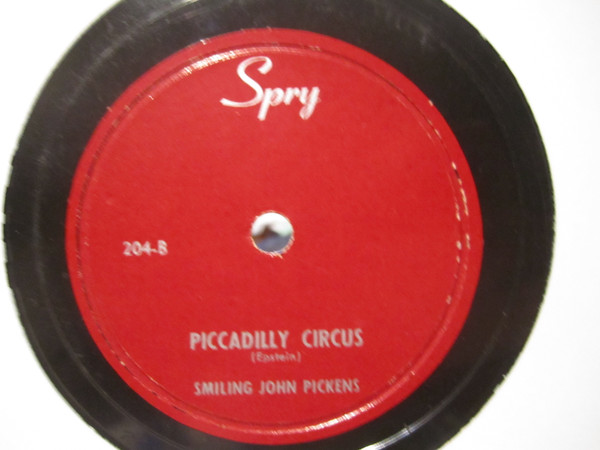 Spry
204-B
PICCADILLY CIRCUS
(Epstein)
SMILING JOHN PICKENS